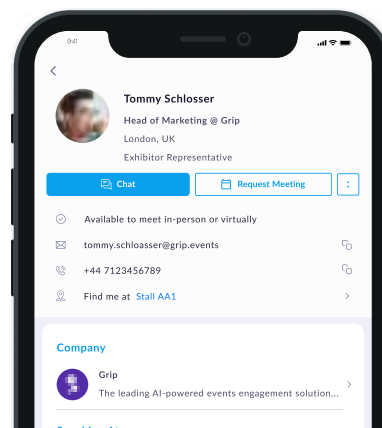 9:41
Tommy Schlosser
Head of Marketing @ Grip
London, UK
Exhibitor Representative
Chat
Request Meeting
Available to meet in-person or virtually
tommy.schloasser@grip.events
+44 7123456789
Find me at Stall AA1
Company
Grip
The leading AI-powered events engagement solution...